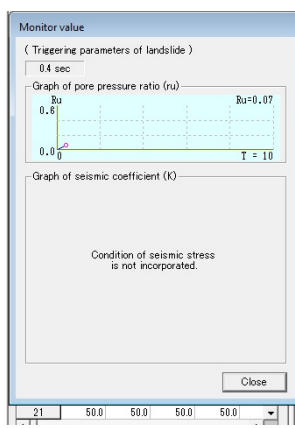 Monitor value
( Triggering parameters of landslide )
0.4 sec
Graph of pore pressure ratio (ru)
Ru
Ru=0.07
0.6
0.0
0
T = 10
Graph of seismic coefficient (K)
Condition of seismic stress
is not incorporated.
Close
21 50.0 50.0 50.0 50.0